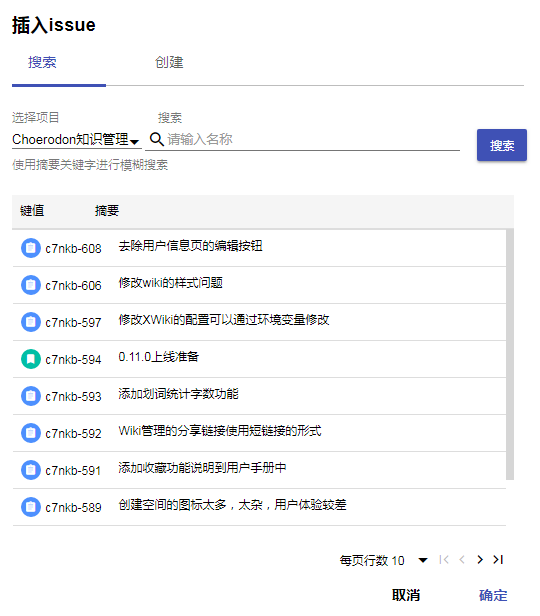 插入issue
搜索 创建
选择项目 搜索
Choerodon知识管理 请输入名称 搜索
使用摘要关键字进行模糊搜索
键值 摘要
c7nkb-608 去除用户信息页的编辑按钮
c7nkb-606 修改wiki的样式问题
c7nkb-597 修改XWiki的配置可以通过环境变量修改
c7nkb-594 0.11.0上线准备
c7nkb-593 添加划词统计字数功能
c7nkb-592 Wiki管理的分享链接使用短链接的形式
c7nkb-591 添加收藏功能说明到用户手册中
c7nkb-589 创建空间的图标太多，太杂，用户体验较差
每页行数 10
取消 确定